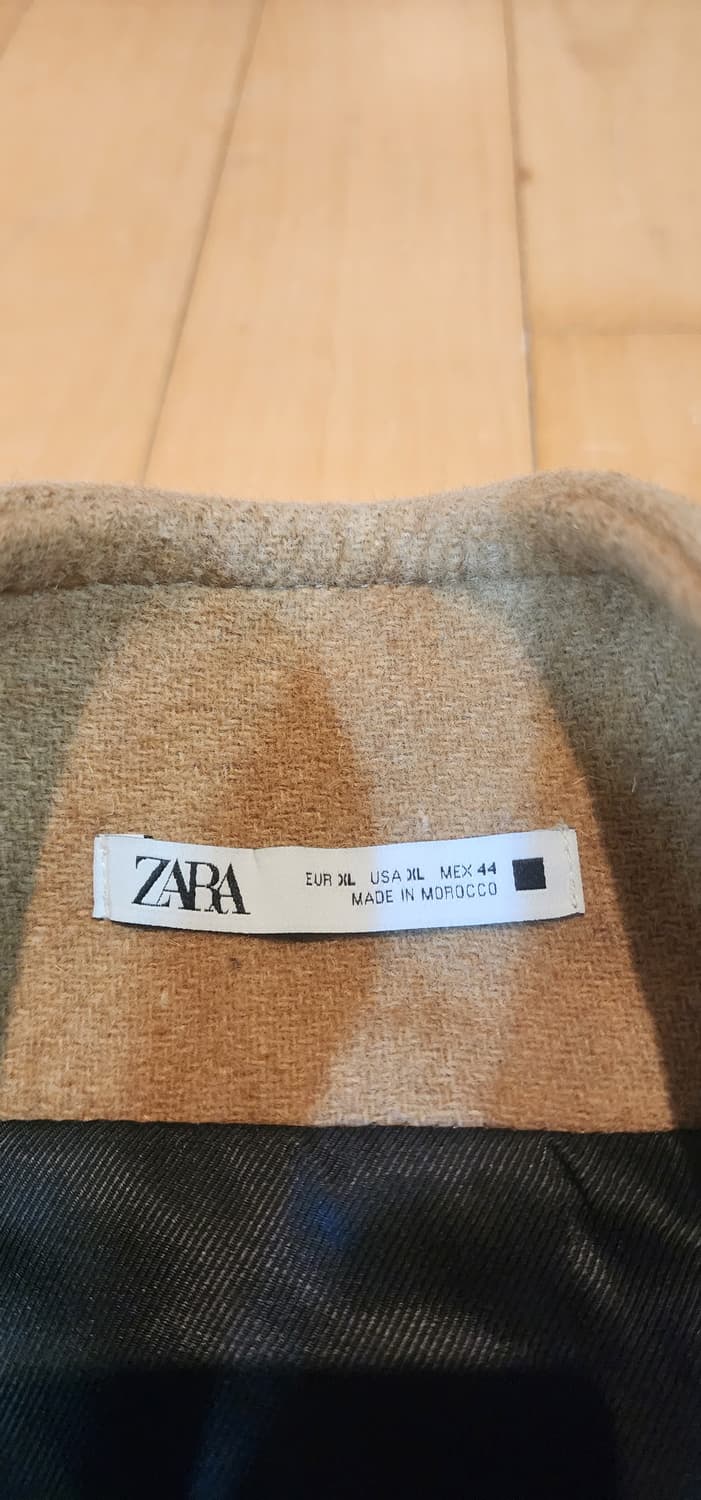 ZARA
EUR XL USA XL MEX 44
MADE IN MOROCCO